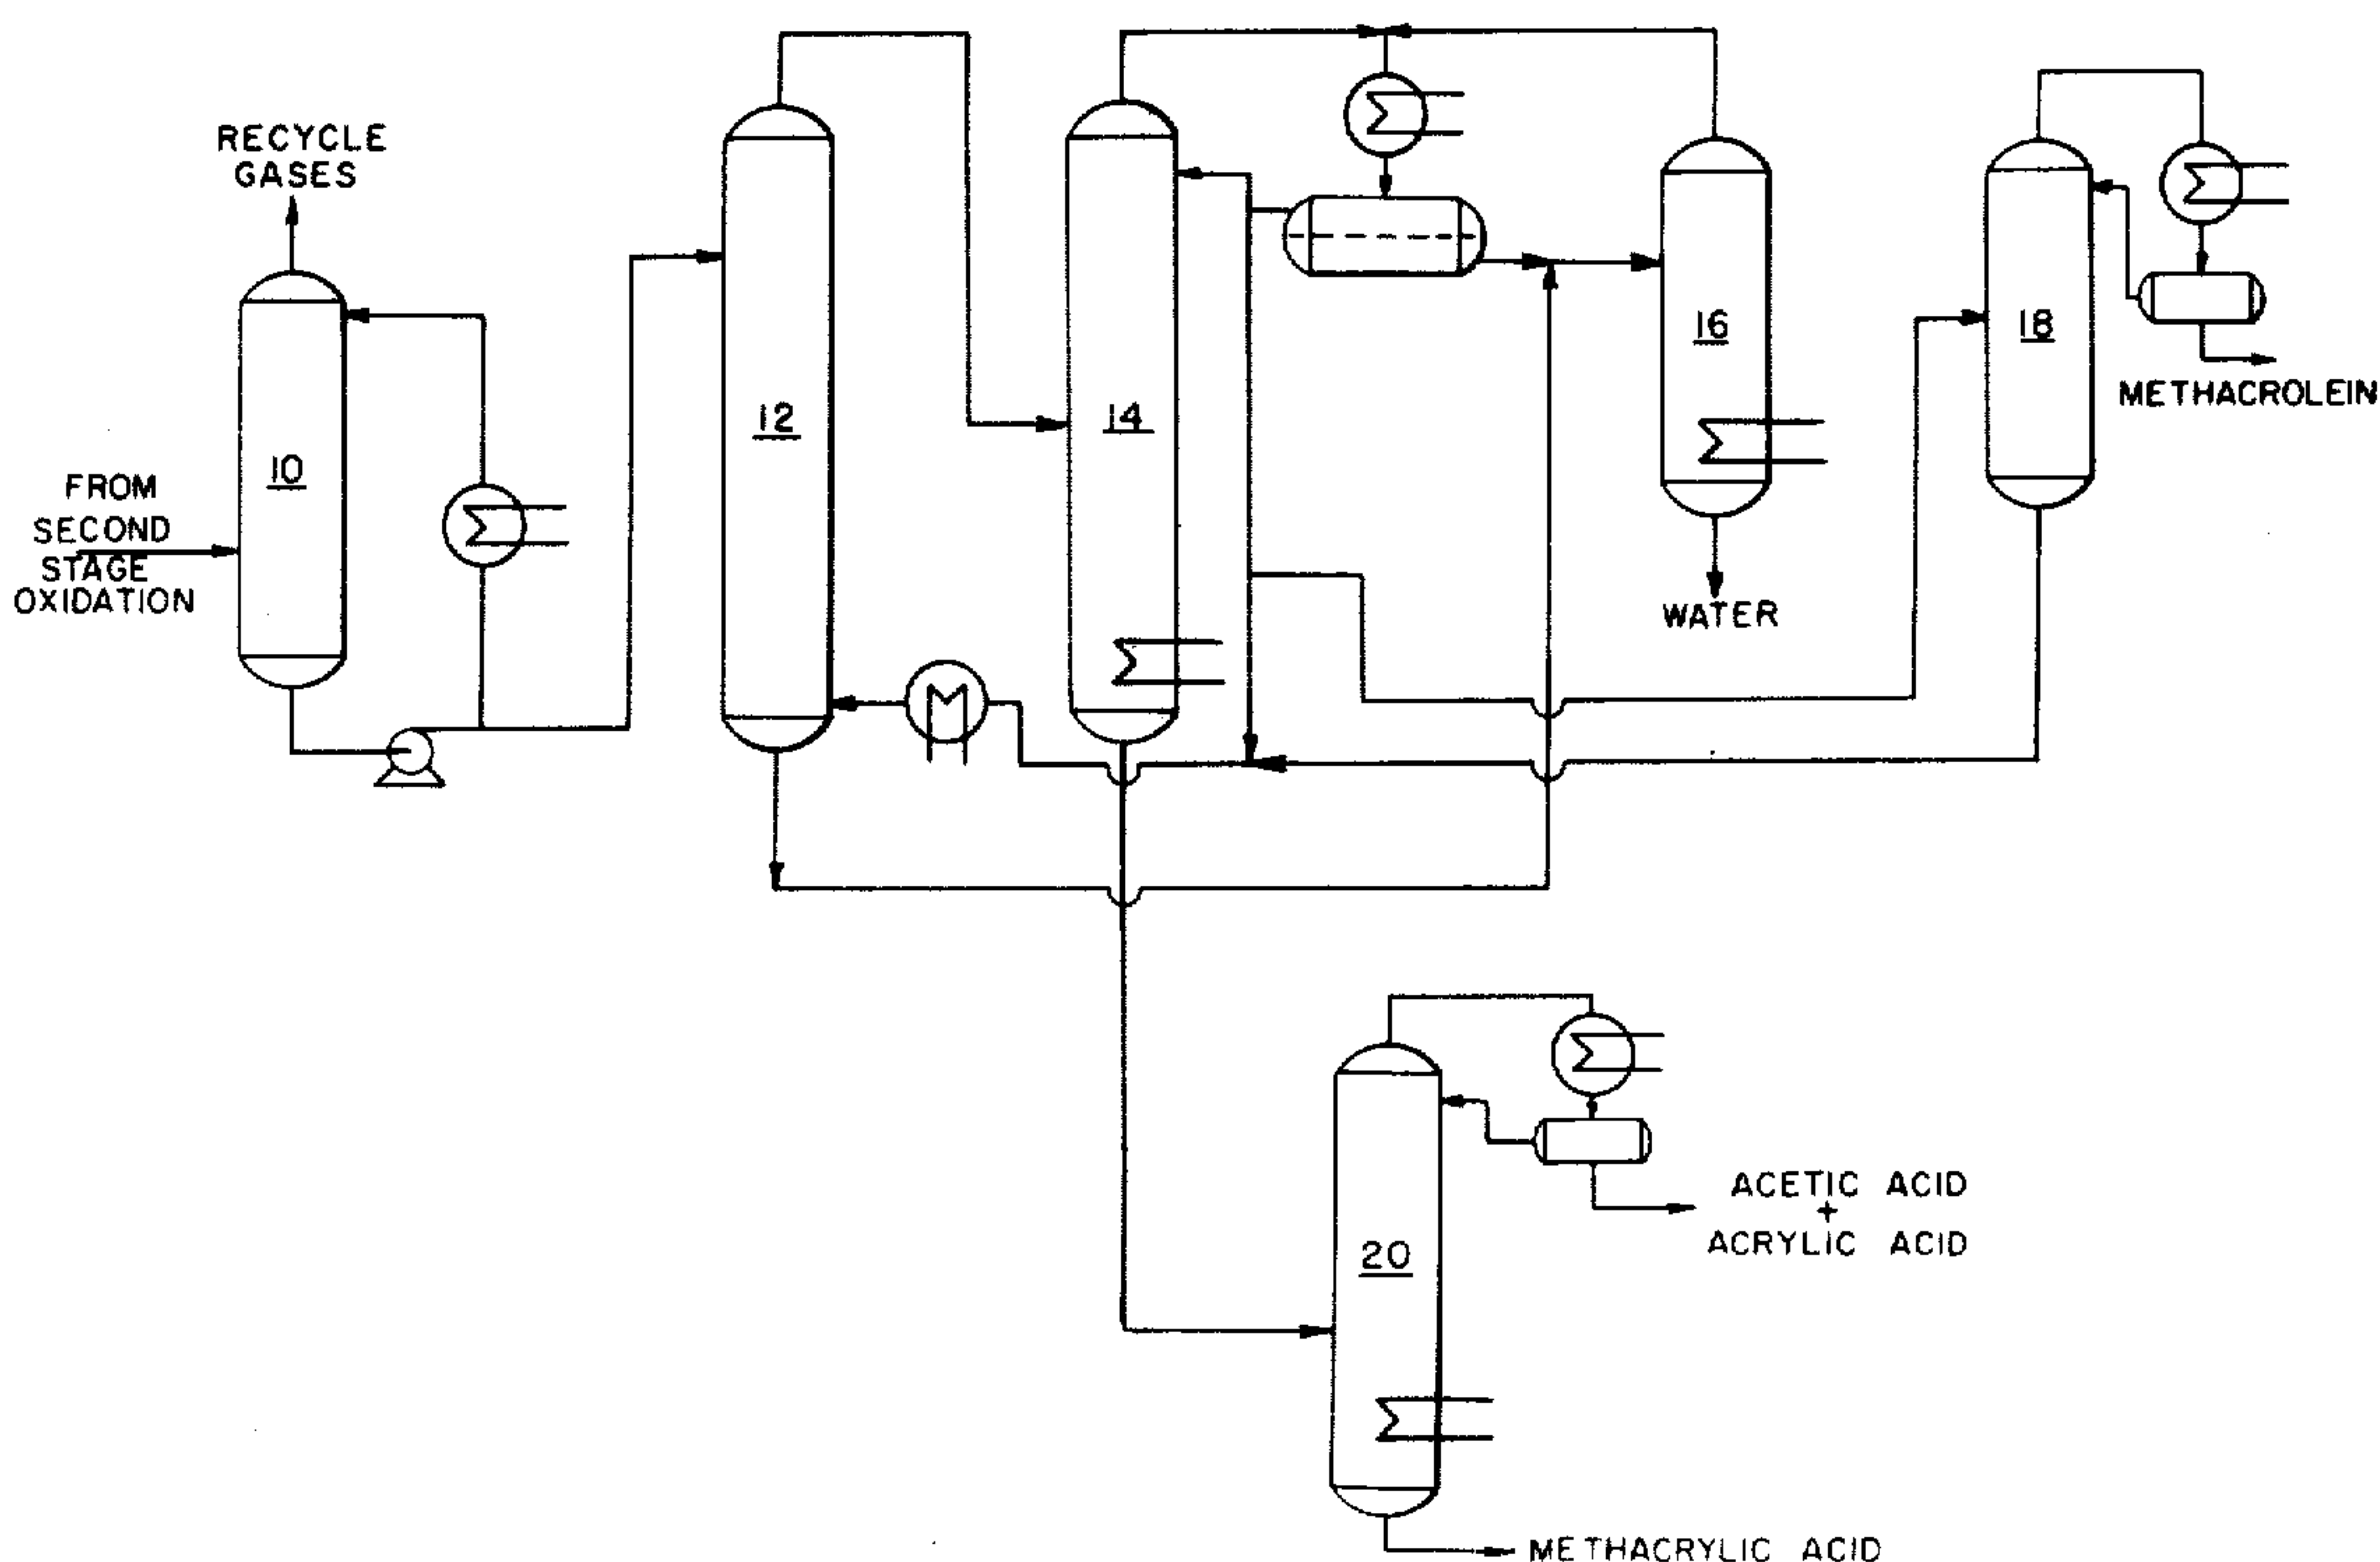 RECYCLE
GASES
10
FROM
SECOND
STAGE
OXIDATION
12
14
16
WATER
18
METHACROLEIN
20
ACETIC ACID
+
ACRYLIC ACID
METHACRYLIC ACID